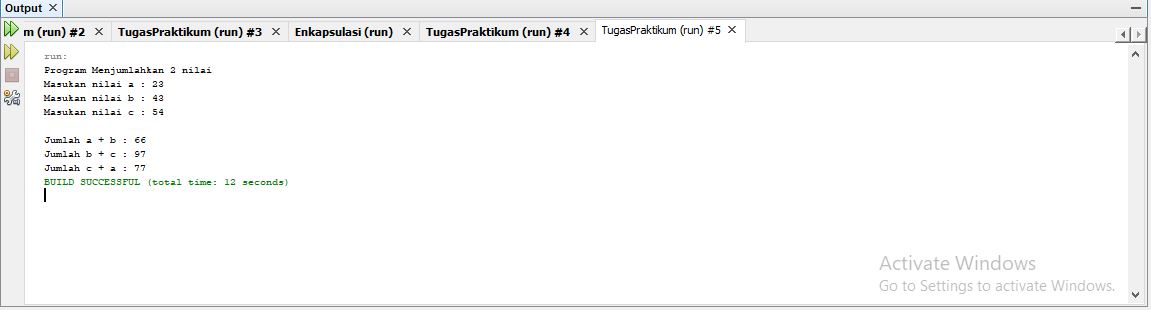 Output ×
m (run) #2 × TugasPraktikum (run) #3 × Enkapsulasi (run) × TugasPraktikum (run) #4 × TugasPraktikum (run) #5 ×
run:
Program Menjumlahkan 2 nilai
Masukan nilai a : 23
Masukan nilai b : 43
Masukan nilai c : 54
Jumlah a + b : 66
Jumlah b + c : 97
Jumlah c + a : 77
BUILD SUCCESSFUL (total time: 12 seconds)
Activate Windows
Go to Settings to activate Windows.